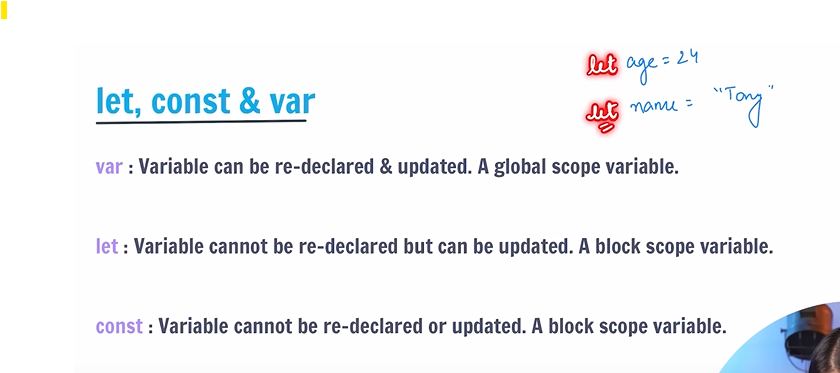 let age = 24
let name = "Tony"
let, const & var
var : Variable can be re-declared & updated. A global scope variable.
let : Variable cannot be re-declared but can be updated. A block scope variable.
const : Variable cannot be re-declared or updated. A block scope variable.